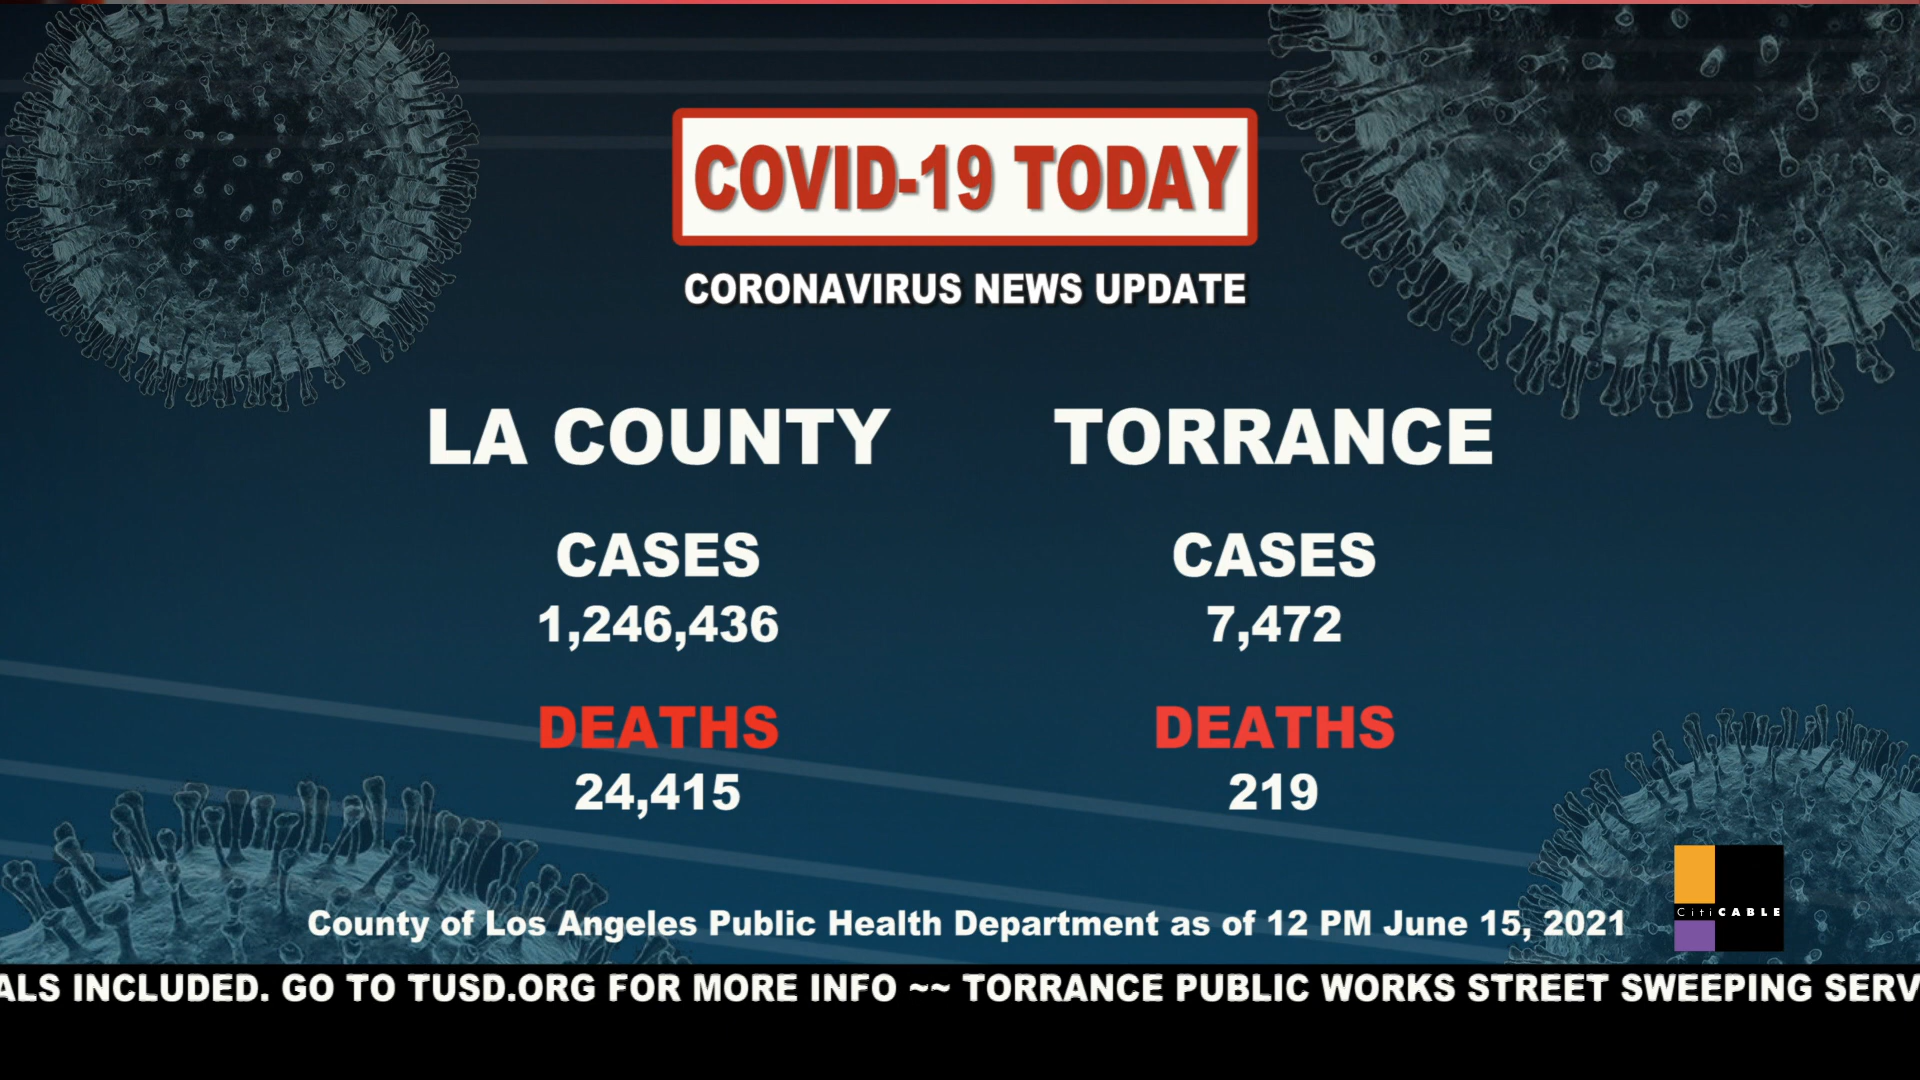 COVID-19 TODAY
CORONAVIRUS NEWS UPDATE
LA COUNTY
CASES
1,246,436
DEATHS
24,415
TORRANCE
CASES
7,472
DEATHS
219
County of Los Angeles Public Health Department as of 12 PM June 15, 2021
CitiCABLE
ALS INCLUDED. GO TO TUSD.ORG FOR MORE INFO ~~ TORRANCE PUBLIC WORKS STREET SWEEPING SERV